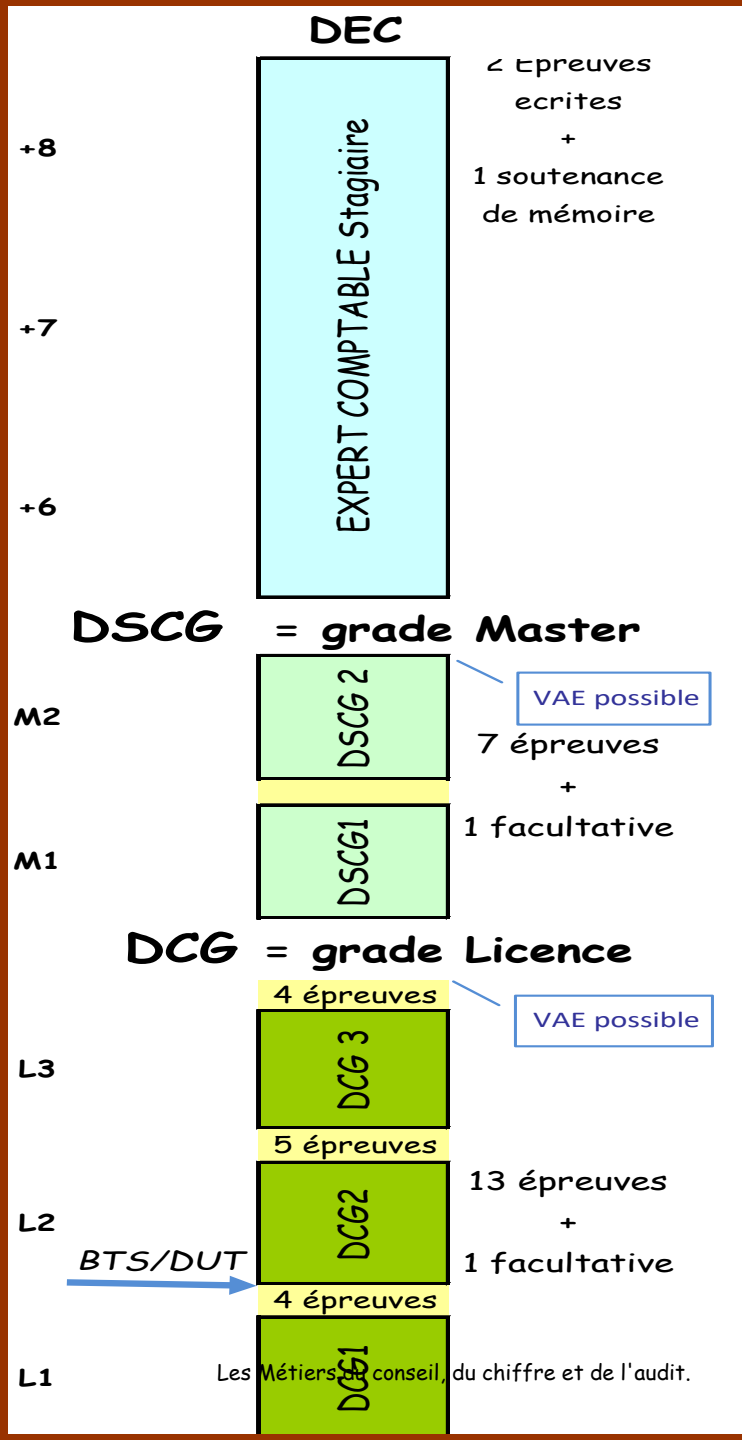 DEC
2 Epreuves
ecrites
+
1 soutenance
de mémoire
+8
EXPERT COMPTABLE Stagiaire
+7
+6
DSCG = grade Master
VAE possible
M2
DSCG 2
7 épreuves
+
1 facultative
M1
DSCG1
DCG = grade Licence
4 épreuves
VAE possible
L3
DCG 3
5 épreuves
13 épreuves
+
1 facultative
L2
DCG2
BTS/DUT
4 épreuves
L1
DCG1
Les Métiers du conseil, du chiffre et de l'audit.